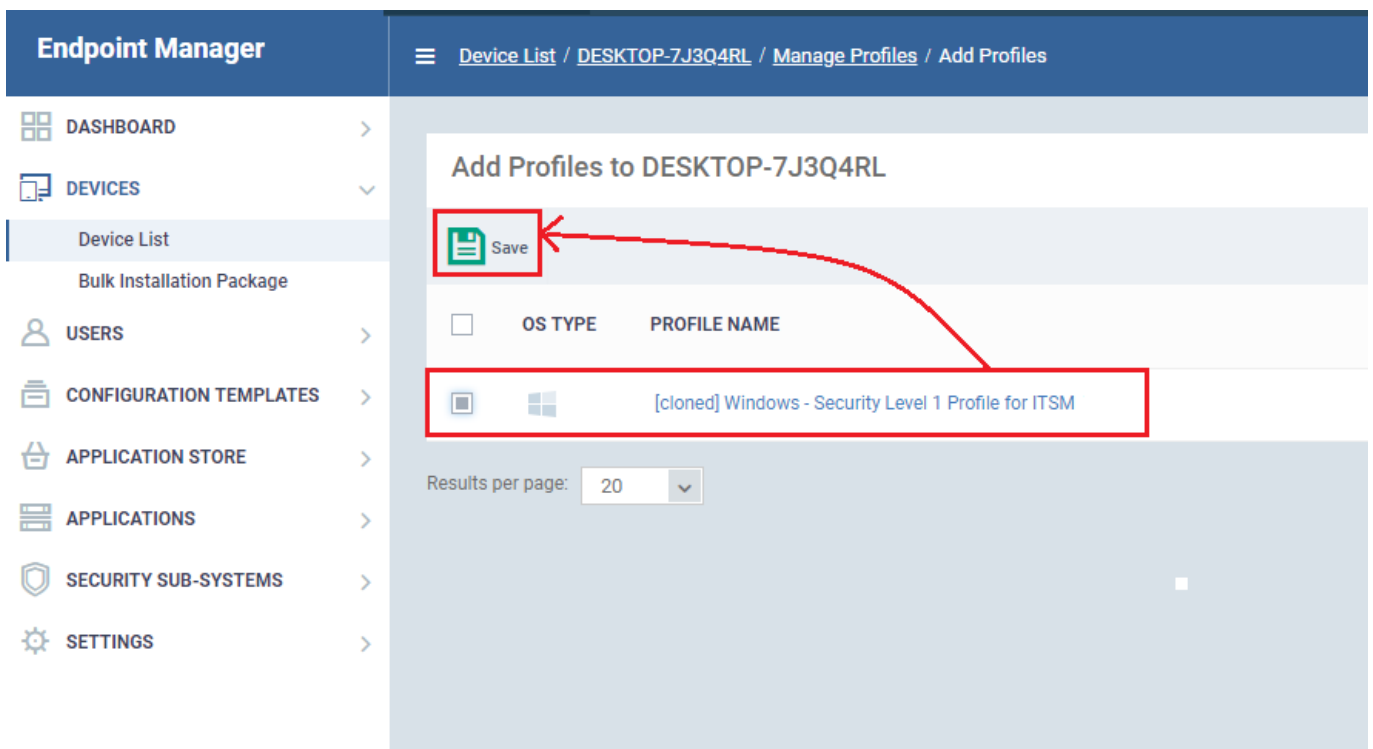 Endpoint Manager
Device List / DESKTOP-7J3Q4RL / Manage Profiles / Add Profiles
DASHBOARD
DEVICES
Device List
Bulk Installation Package
USERS
CONFIGURATION TEMPLATES
APPLICATION STORE
APPLICATIONS
SECURITY SUB-SYSTEMS
SETTINGS
Add Profiles to DESKTOP-7J3Q4RL
Save
OS TYPE PROFILE NAME
[cloned] Windows - Security Level 1 Profile for ITSM
Results per page: 20